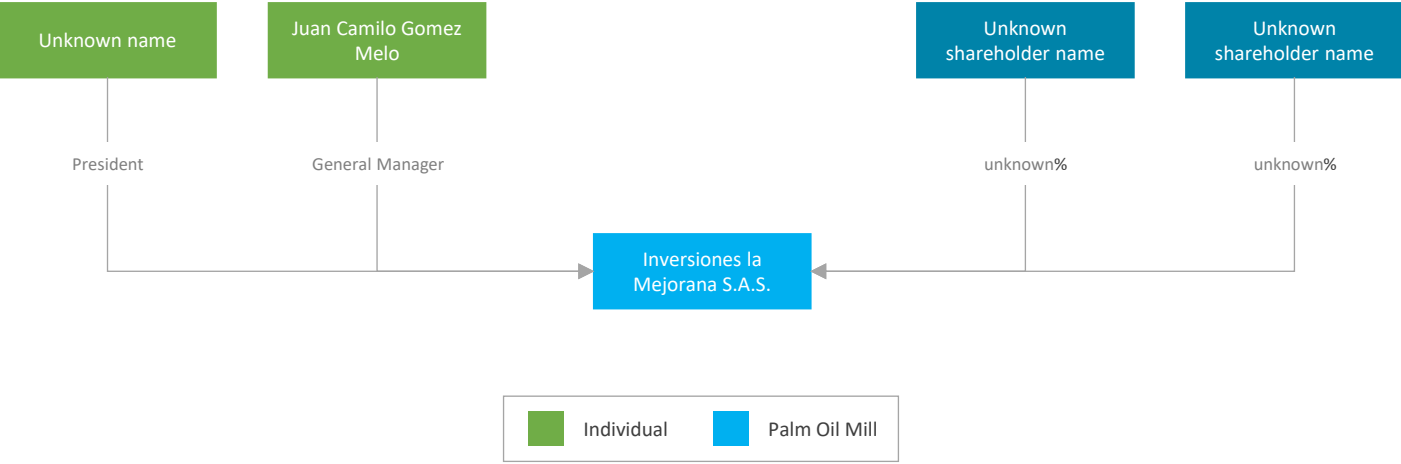 Unknown name
Juan Camilo Gomez
Melo
Unknown
shareholder name
Unknown
shareholder name
President
General Manager
unknown%
unknown%
Inversiones la
Mejorana S.A.S.
Individual
Palm Oil Mill